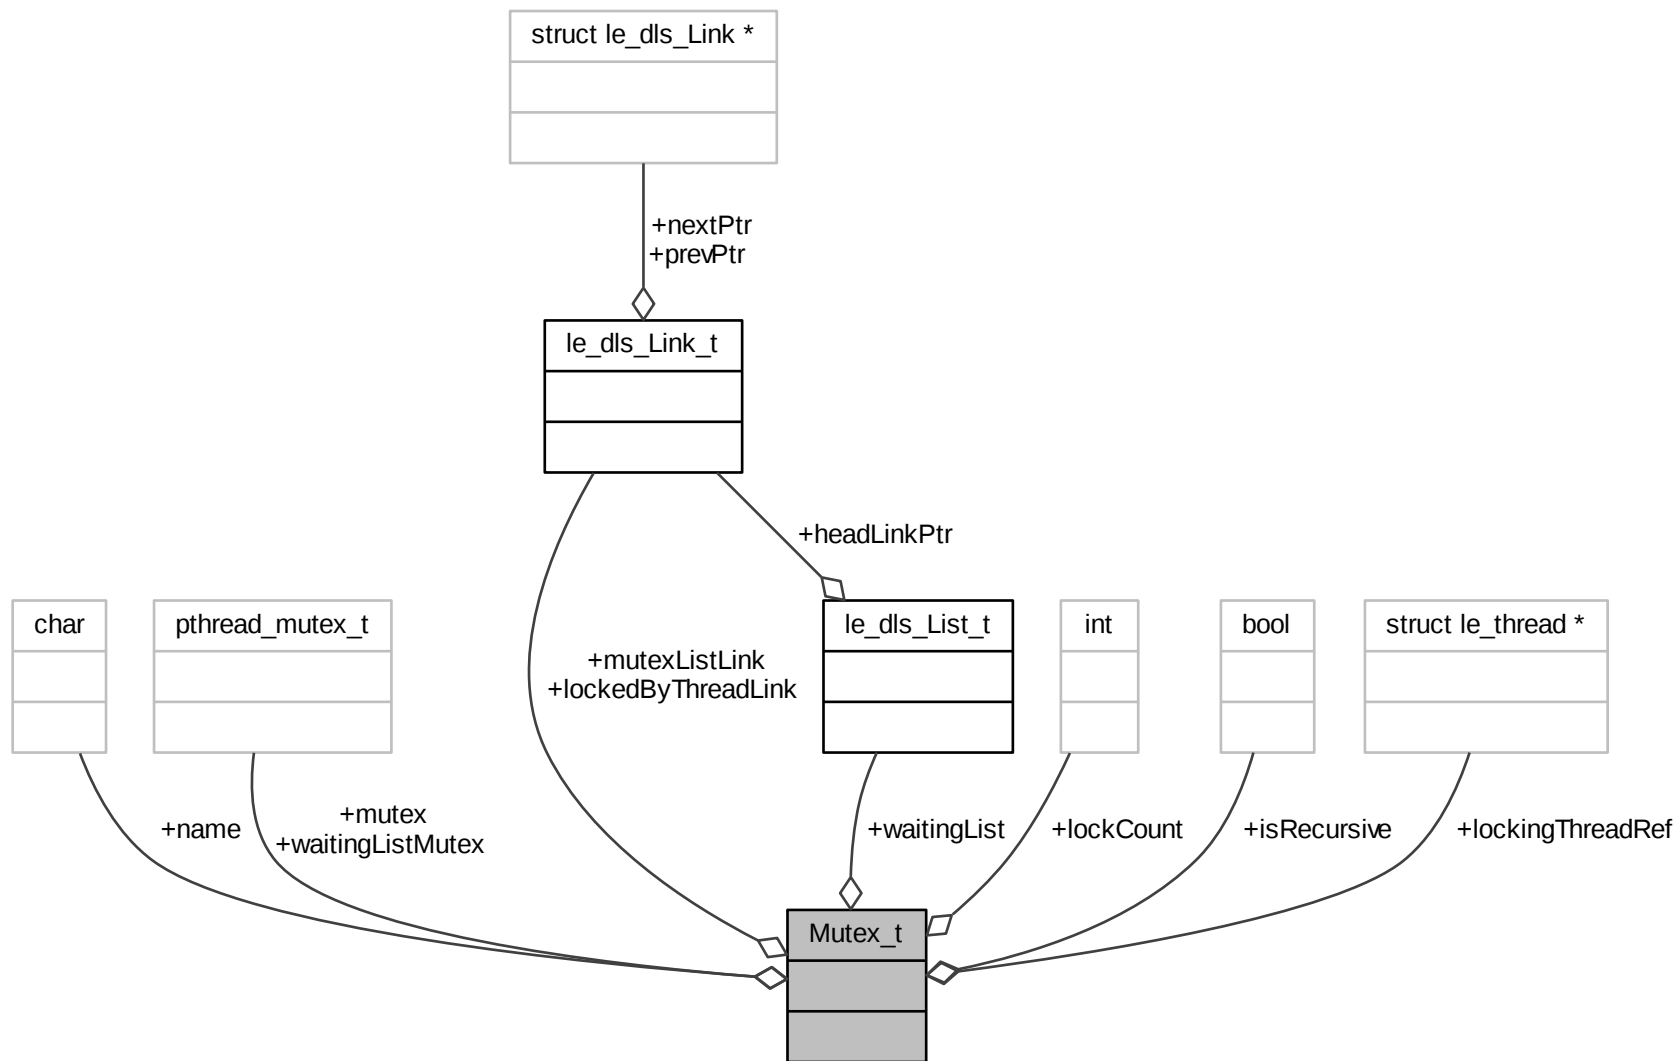 struct le_dls_Link *
+nextPtr
+prevPtr
le_dls_Link_t
+headLinkPtr
char
pthread_mutex_t
+mutexListLink
+lockedByThreadLink
le_dls_List_t
int
bool
struct le_thread *
+name
+mutex
+waitingListMutex
+waitingList
+lockCount
+isRecursive
+lockingThreadRef
Mutex_t